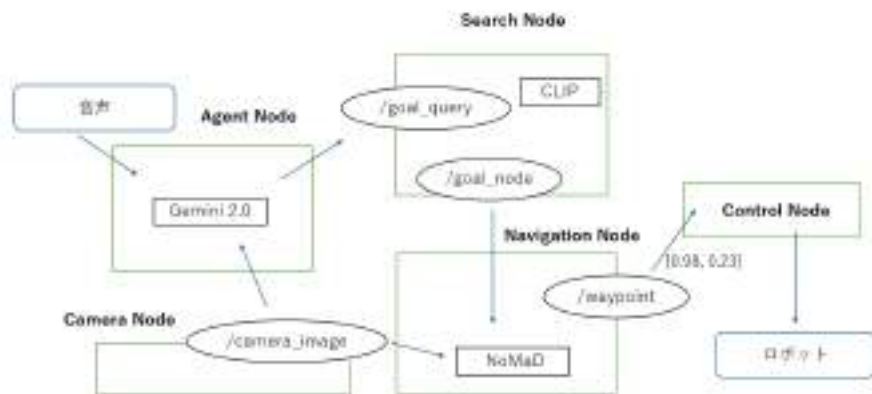 Search Node
音声
Agent Node
/goal_query
CLIP
/goal_node
Gemini 2.0
Control Node
Navigation Node
[0.98, 0.23]
/waypoint
Camera Node
/camera_image
NoMaD
ロボット